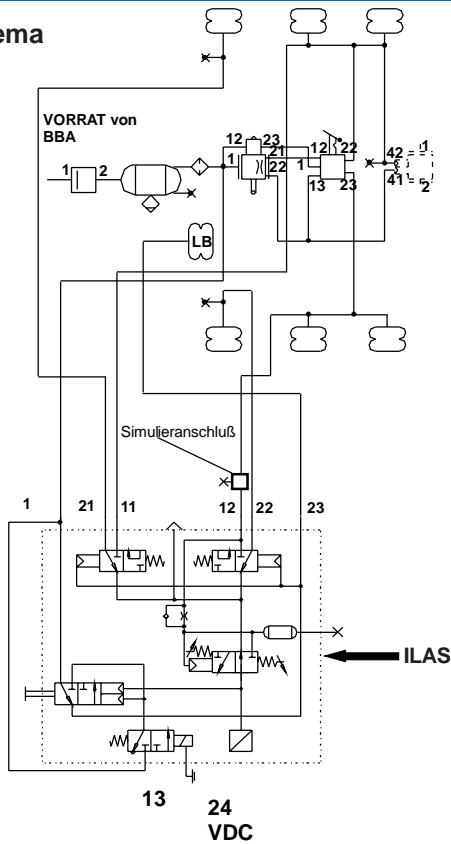 ema
VORRAT von
BBA
1 2
12 23
21
1
22
12 22
1
13 23
42 1
41 2
LB
Simulieranschluß
1 21 11 12 22 23
ILAS
13
24
VDC